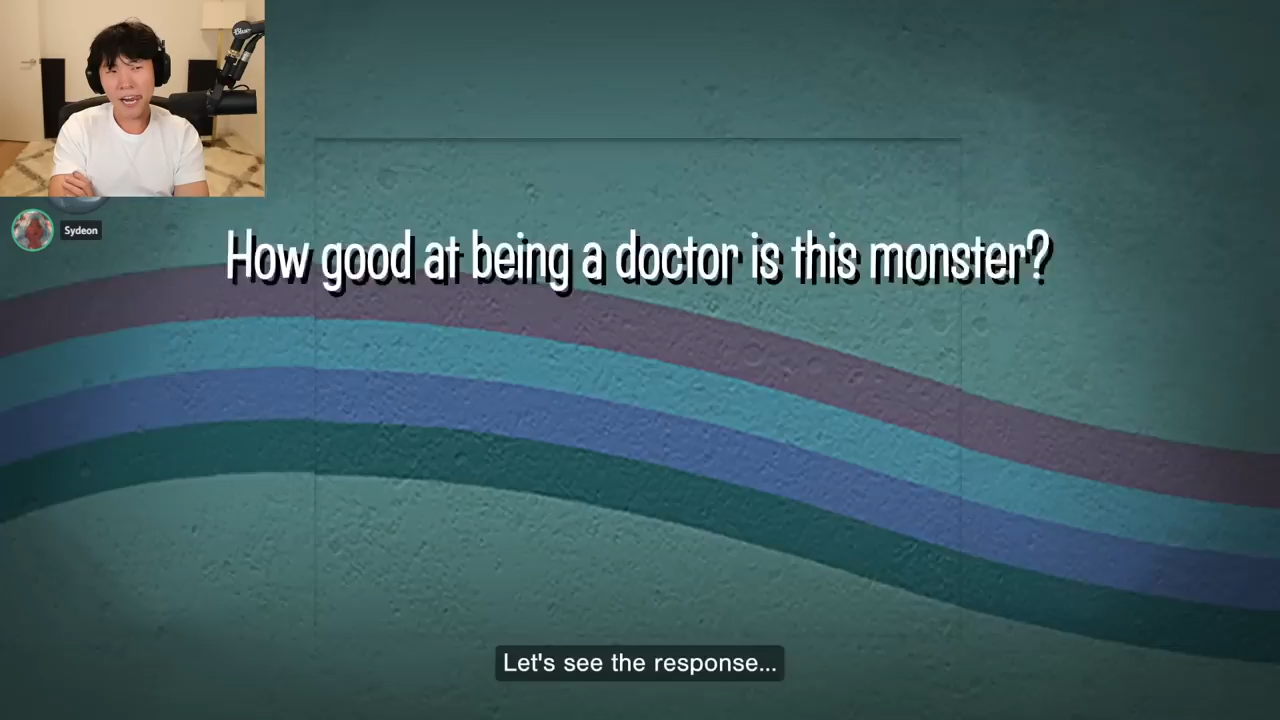 Sydeon
How good at being a doctor is this monster?
Let's see the response...